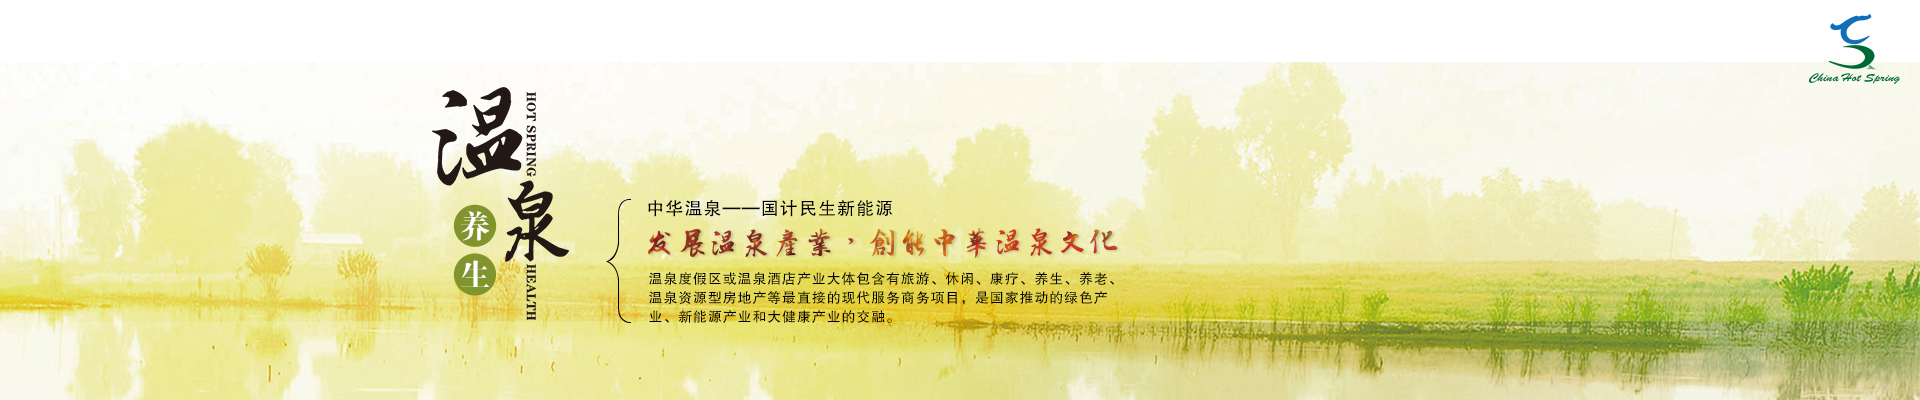 China Hot Spring
温泉
HOT SPRING
养生
HEALTH
中华温泉——国计民生新能源
发展温泉產業，創能中華温泉文化
温泉度假区或温泉酒店产业大体包含有旅游、休闲、康疗、养生、养老、
温泉资源型房地产等最直接的现代服务商务项目，是国家推动的绿色产
业、新能源产业和大健康产业的交融。